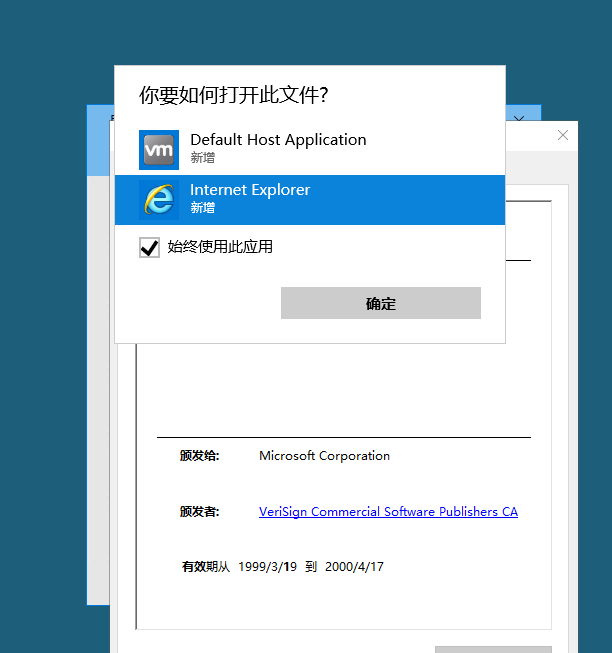 你要如何打开此文件?
vm
Default Host Application
新增
Internet Explorer
新增
始终使用此应用
确定
颁发给: Microsoft Corporation
颁发者: VeriSign Commercial Software Publishers CA
有效期从 1999/3/19 到 2000/4/17